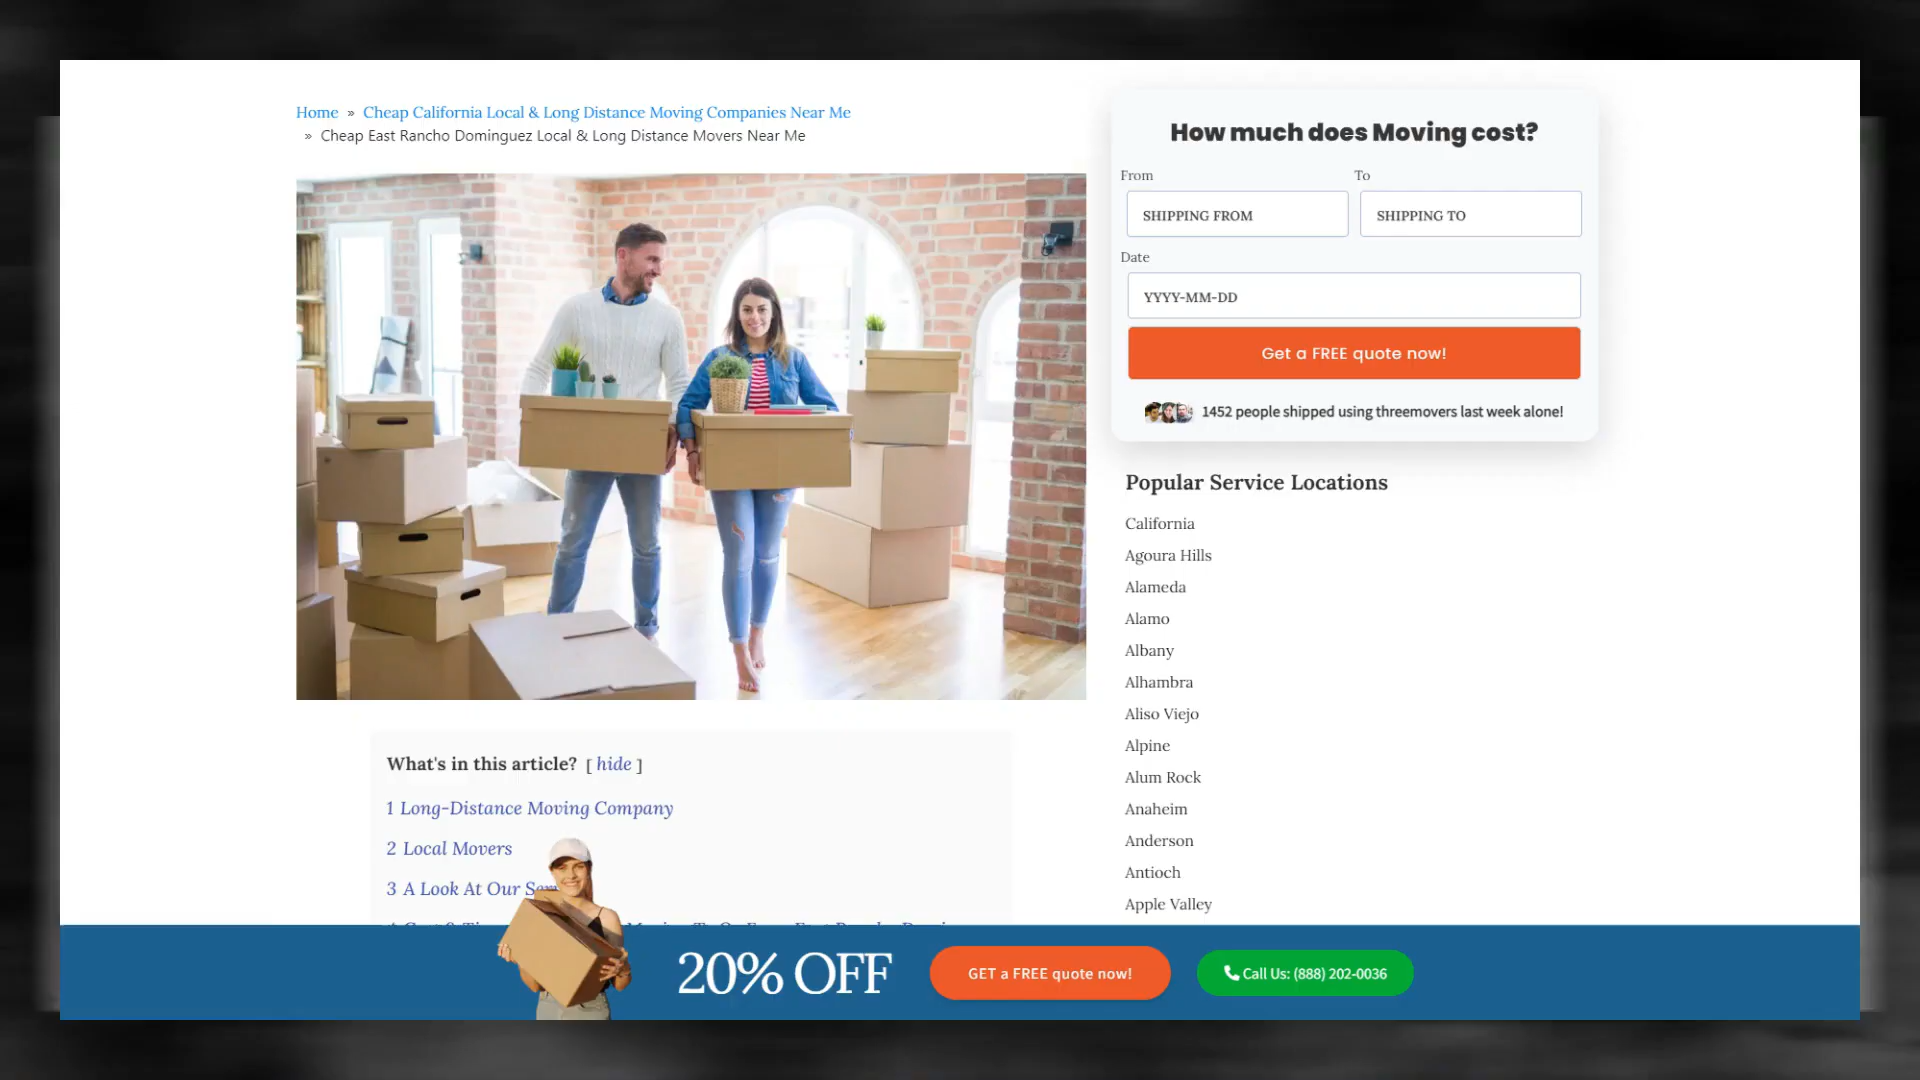 Home » Cheap California Local & Long Distance Moving Companies Near Me
» Cheap East Rancho Dominguez Local & Long Distance Movers Near Me
How much does Moving cost?
From
To
SHIPPING FROM
SHIPPING TO
Date
YYYY-MM-DD
Get a FREE quote now!
1452 people shipped using threemovers last week alone!
Popular Service Locations
California
Agoura Hills
Alameda
Alamo
Albany
Alhambra
Aliso Viejo
Alpine
Alum Rock
Anaheim
Anderson
Antioch
Apple Valley
What's in this article? [ hide ]
1 Long-Distance Moving Company
2 Local Movers
3 A Look At Our
20% OFF
GET a FREE quote now!
Call Us: (888) 202-0036